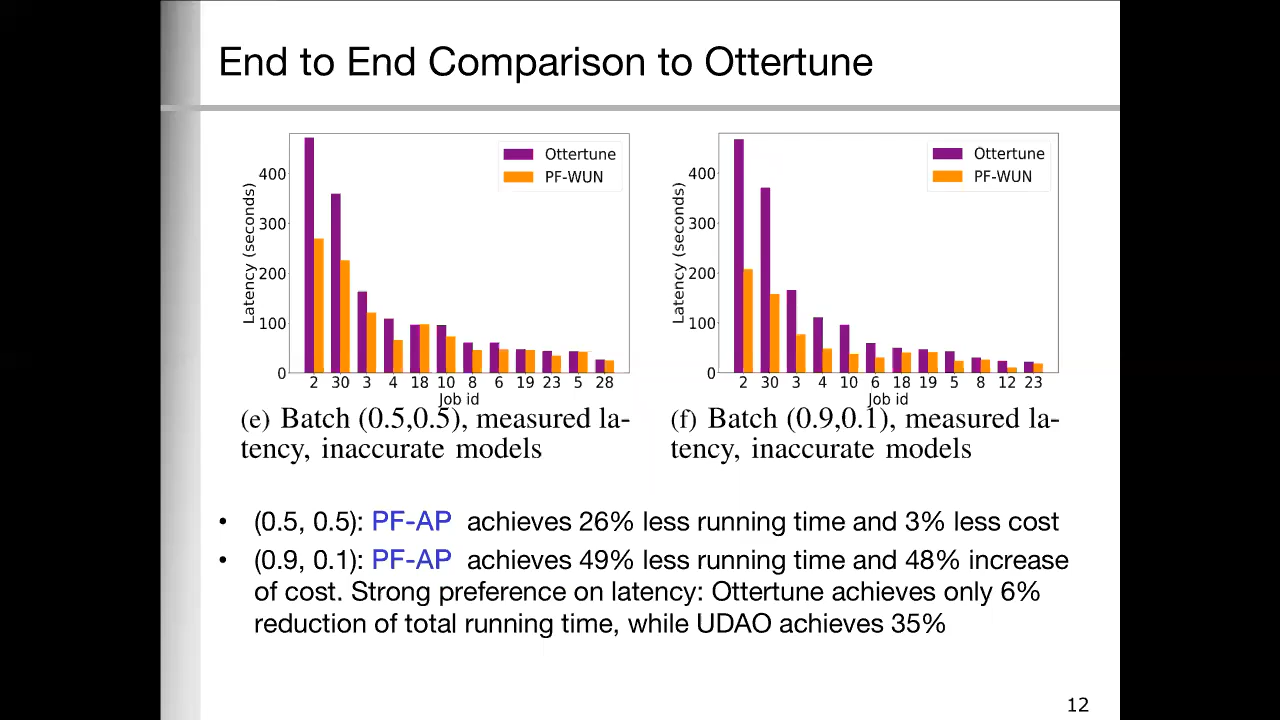 End to End Comparison to Ottertune
Latency (seconds)
400
300
200
100
0
Ottertune
PF-WUN
2 30 3 4 18 10 8 6 19 23 5 28
Job id
(e) Batch (0.5,0.5), measured la-
tency, inaccurate models
Latency (seconds)
400
300
200
100
0
Ottertune
PF-WUN
2 30 3 4 10 6 18 19 5 8 12 23
Job id
(f) Batch (0.9,0.1), measured la-
tency, inaccurate models
• (0.5, 0.5): PF-AP achieves 26% less running time and 3% less cost
• (0.9, 0.1): PF-AP achieves 49% less running time and 48% increase
of cost. Strong preference on latency: Ottertune achieves only 6%
reduction of total running time, while UDAO achieves 35%
12